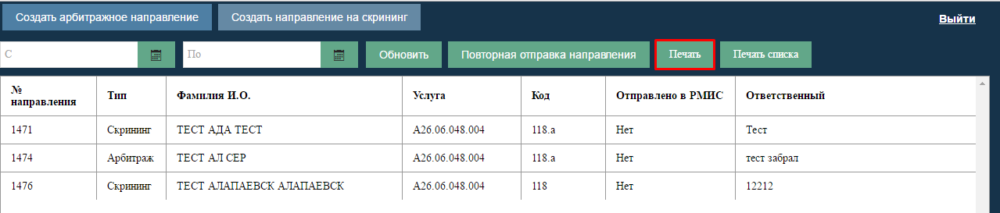 Создать арбитражное направление Создать направление на скрининг Выйти
С По Обновить Повторная отправка направления Печать Печать списка
№ направления Тип Фамилия И.О. Услуга Код Отправлено в РМИС Ответственный
1471 Скрининг ТЕСТ АДА ТЕСТ A26.06.048.004 118.а Нет Тест
1474 Арбитраж ТЕСТ АЛ СЕР A26.06.048.004 118.а Нет тест забрал
1476 Скрининг ТЕСТ АЛАПАЕВСК АЛАПАЕВСК A26.06.048.004 118 Нет 12212